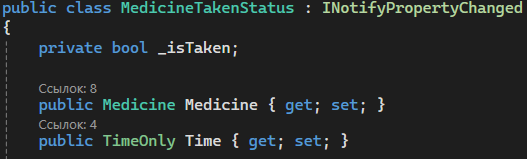 public class MedicineTakenStatus : INotifyPropertyChanged
{
private bool _isTaken;
Ссылок: 8
public Medicine Medicine { get; set; }
Ссылок: 4
public TimeOnly Time { get; set; }